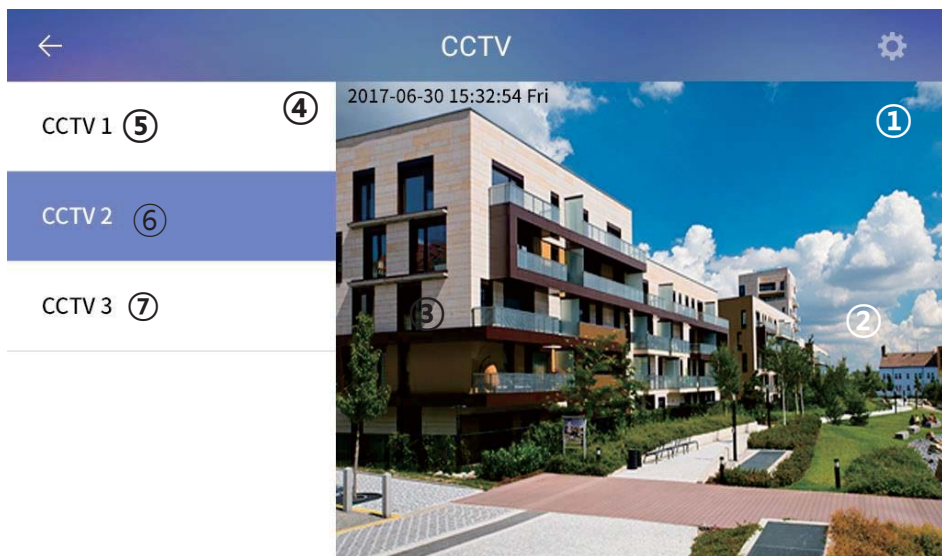 CCTV
2017-06-30 15:32:54 Fri
④
①
CCTV 1 ⑤
CCTV 2 ⑥
CCTV 3 ⑦
③
②